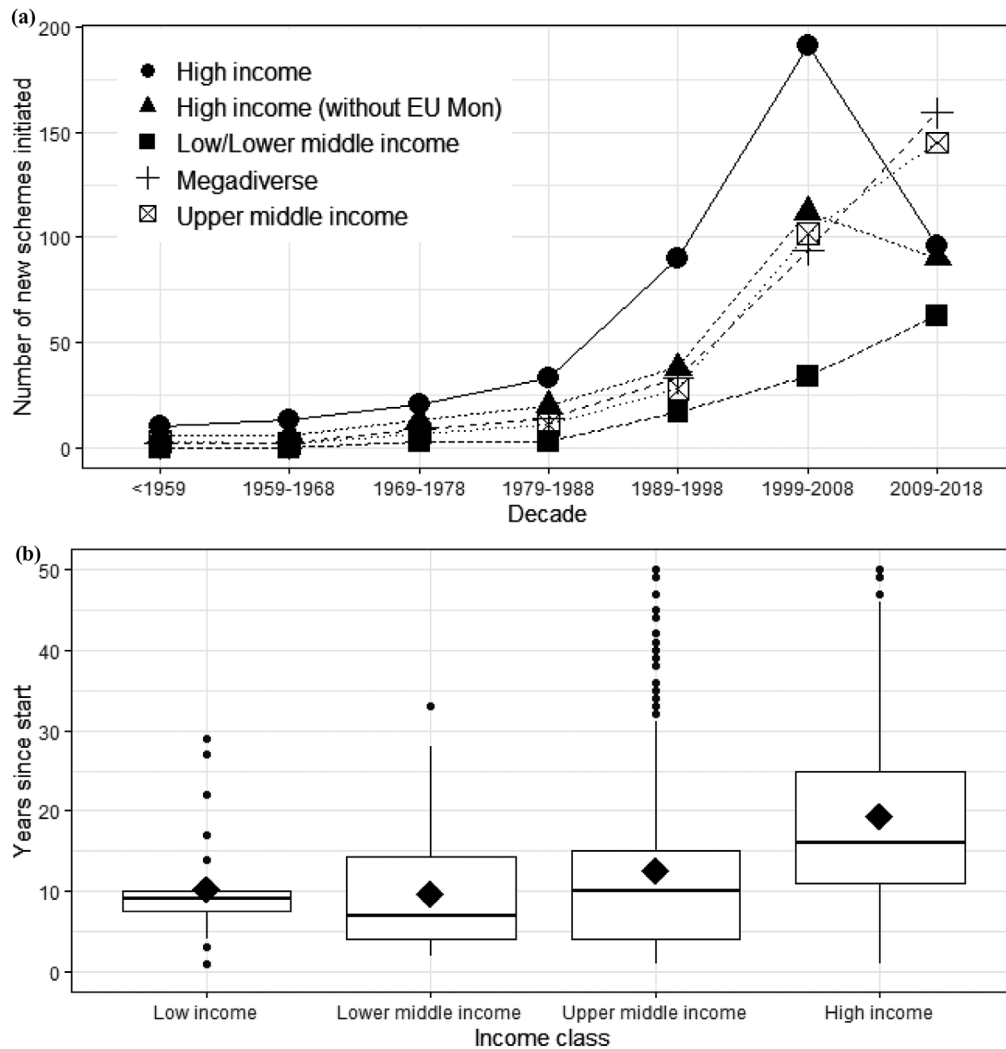 (a)
200
150
100
50
0
Number of new schemes initiated
High income
High income (without EU Mon)
Low/Lower middle income
Megadiverse
Upper middle income
<1959 1959-1968 1969-1978 1979-1988 1989-1998 1999-2008 2009-2018
Decade
(b)
50
40
30
20
10
0
Years since start
Low income Lower middle income Upper middle income High income
Income class